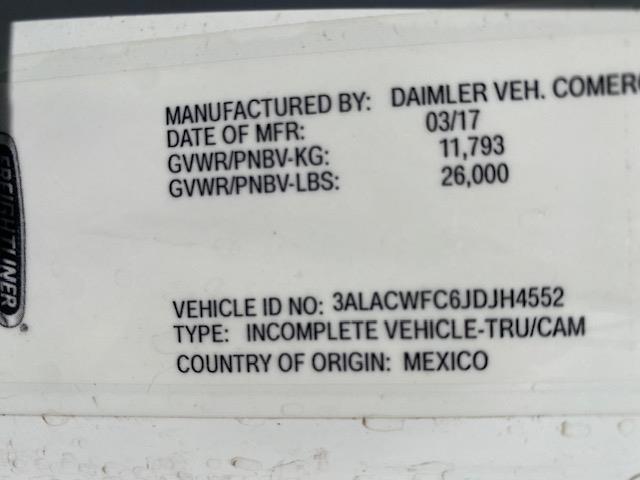 MANUFACTURED BY: DAIMLER VEH.
DATE OF MFR: 03/17
GVWR/PNBV-KG: 11,793
GVWR/PNBV-LBS: 26,000
FREIGHTLINER
VEHICLE ID NO: 3ALACWFC6JDJH4552
TYPE: INCOMPLETE VEHICLE-TRU/CAM
COUNTRY OF ORIGIN: MEXICO